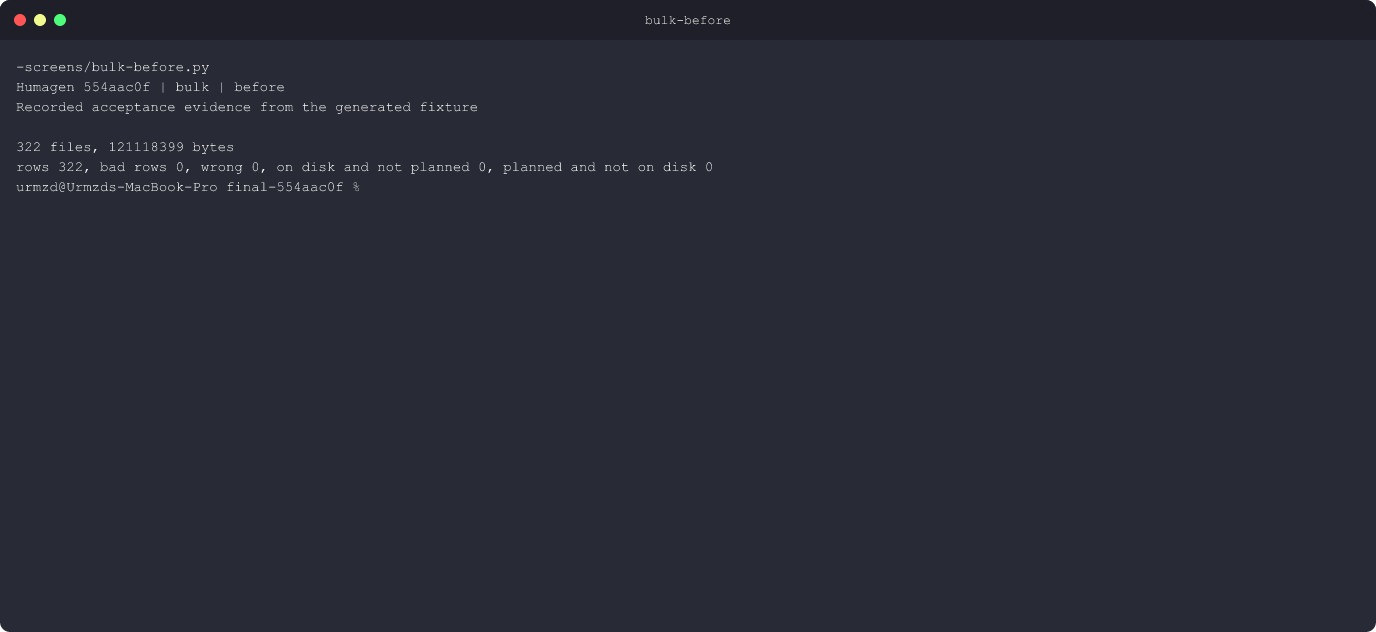 bulk-before
-screens/bulk-before.py
Humagen 554aac0f | bulk | before
Recorded acceptance evidence from the generated fixture
322 files, 121118399 bytes
rows 322, bad rows 0, wrong 0, on disk and not planned 0, planned and not on disk 0
urmzd@Urmzds-MacBook-Pro final-554aac0f %